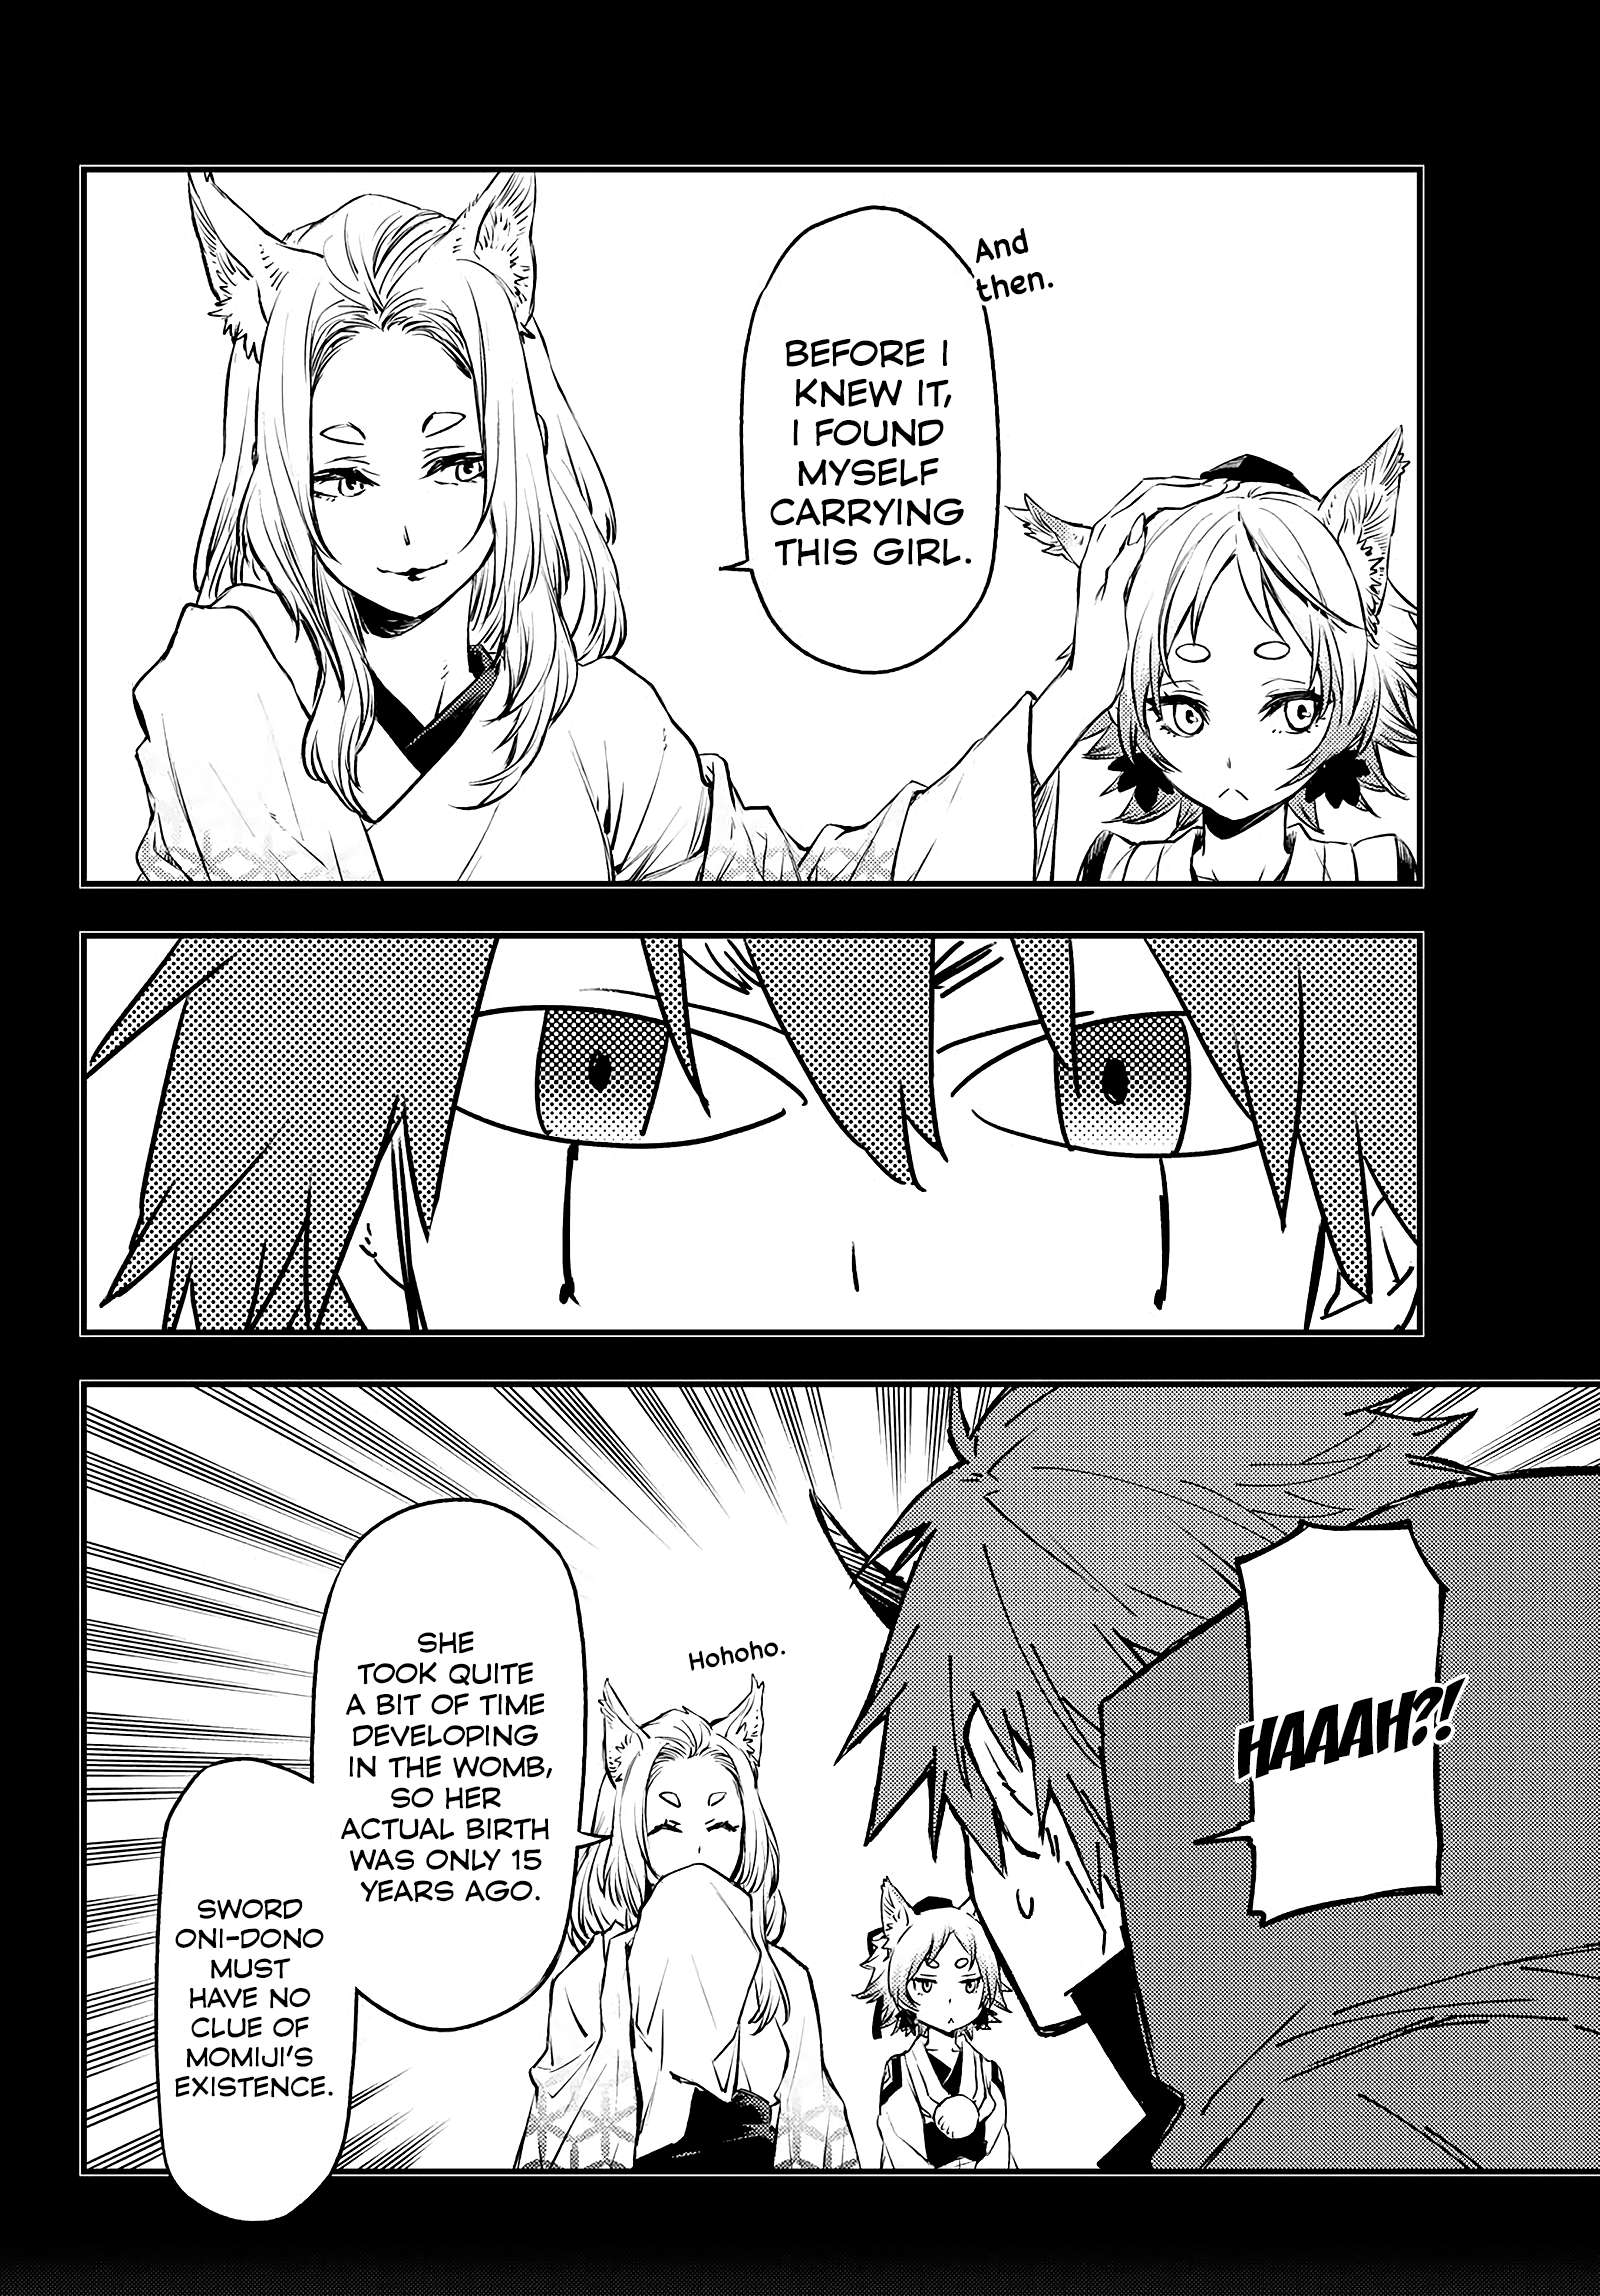 And
then.
BEFORE I
KNEW IT,
I FOUND
MYSELF
CARRYING
THIS GIRL.
HAAAH?!
Hohoho.
SHE
TOOK QUITE
A BIT OF TIME
DEVELOPING
IN THE WOMB,
SO HER
ACTUAL BIRTH
WAS ONLY 15
YEARS AGO.
SWORD
ONI-DONO
MUST
HAVE NO
CLUE OF
MOMIJI'S
EXISTENCE.